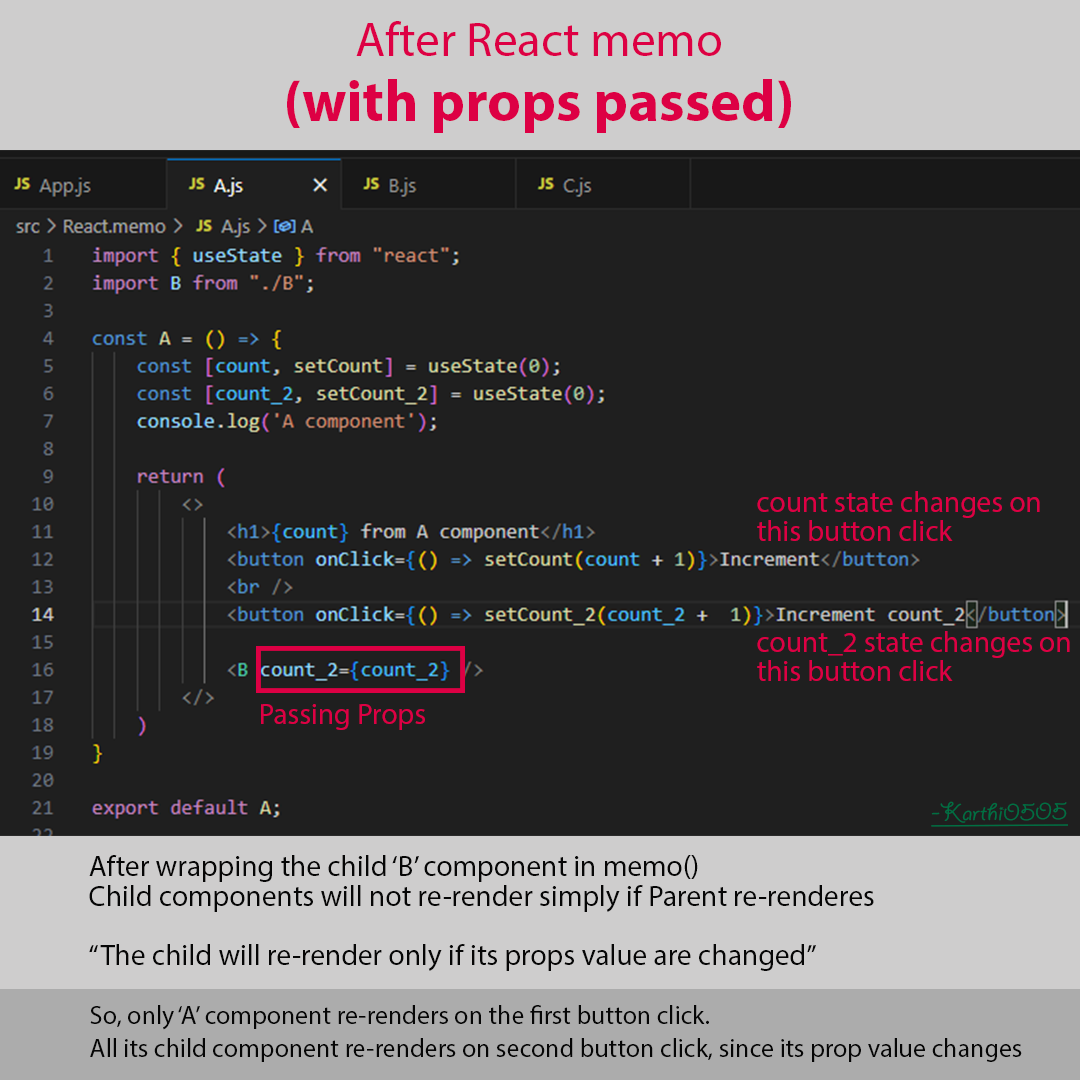 After React memo
(with props passed)
JS App.js JS A.js × JS B.js JS C.js
src > React.memo > JS A.js > A
1 import { useState } from "react";
2 import B from "./B";
3
4 const A = () => {
5 const [count, setCount] = useState(0);
6 const [count_2, setCount_2] = useState(0);
7 console.log('A component');
8
9 return (
10 <>
count state changes on
this button click
11 <h1>{count} from A component</h1>
12 <button onClick={() => setCount(count + 1)}>Increment</button>
13 <br />
14 <button onClick={() => setCount_2(count_2 +  1)}>Increment count_2</button>
15
count_2 state changes on
this button click
16 <B count_2={count_2} />
17 </>
Passing Props
18 )
19 }
20
21 export default A;
22
-Karthi0505
After wrapping the child ‘B’ component in memo()
Child components will not re-render simply if Parent re-renderes
“The child will re-render only if its props value are changed”
So, only ‘A’ component re-renders on the first button click.
All its child component re-renders on second button click, since its prop value changes